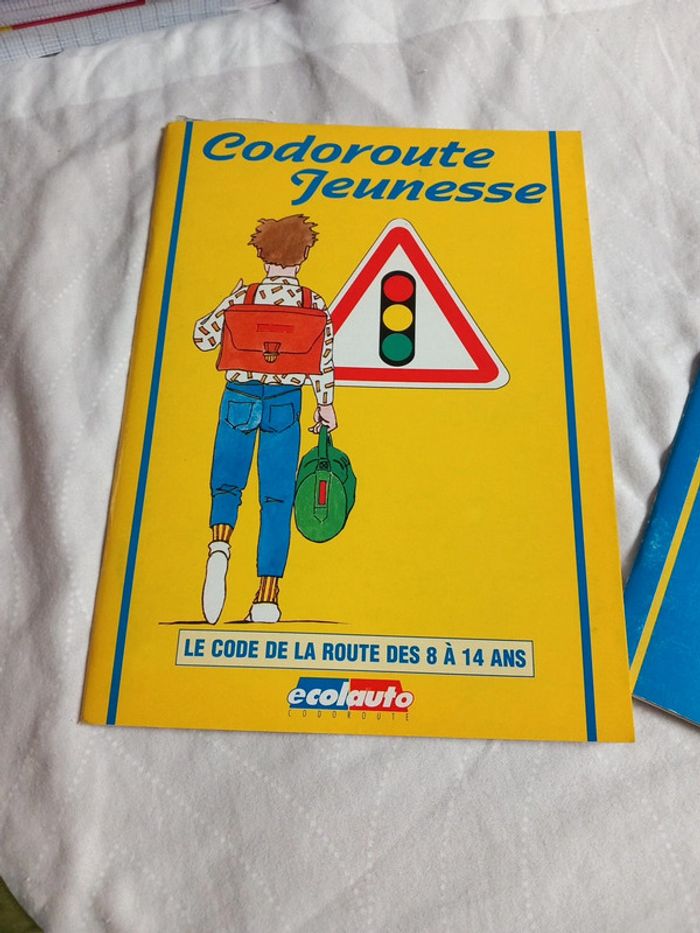 Codoroute
Jeunesse
LE CODE DE LA ROUTE DES 8 À 14 ANS
ecolauto
CODOROUTE